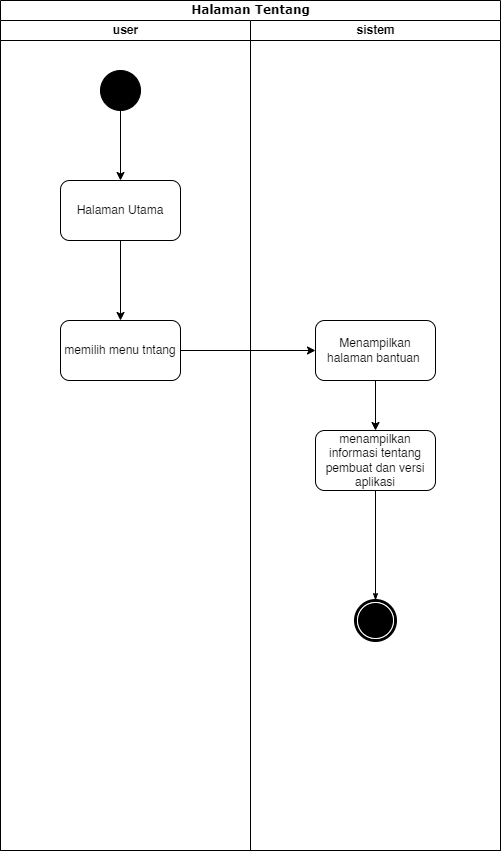 Halaman Tentang
user
sistem
Halaman Utama
memilih menu tntang
Menampilkan
halaman bantuan
menampilkan
informasi tentang
pembuat dan versi
aplikasi